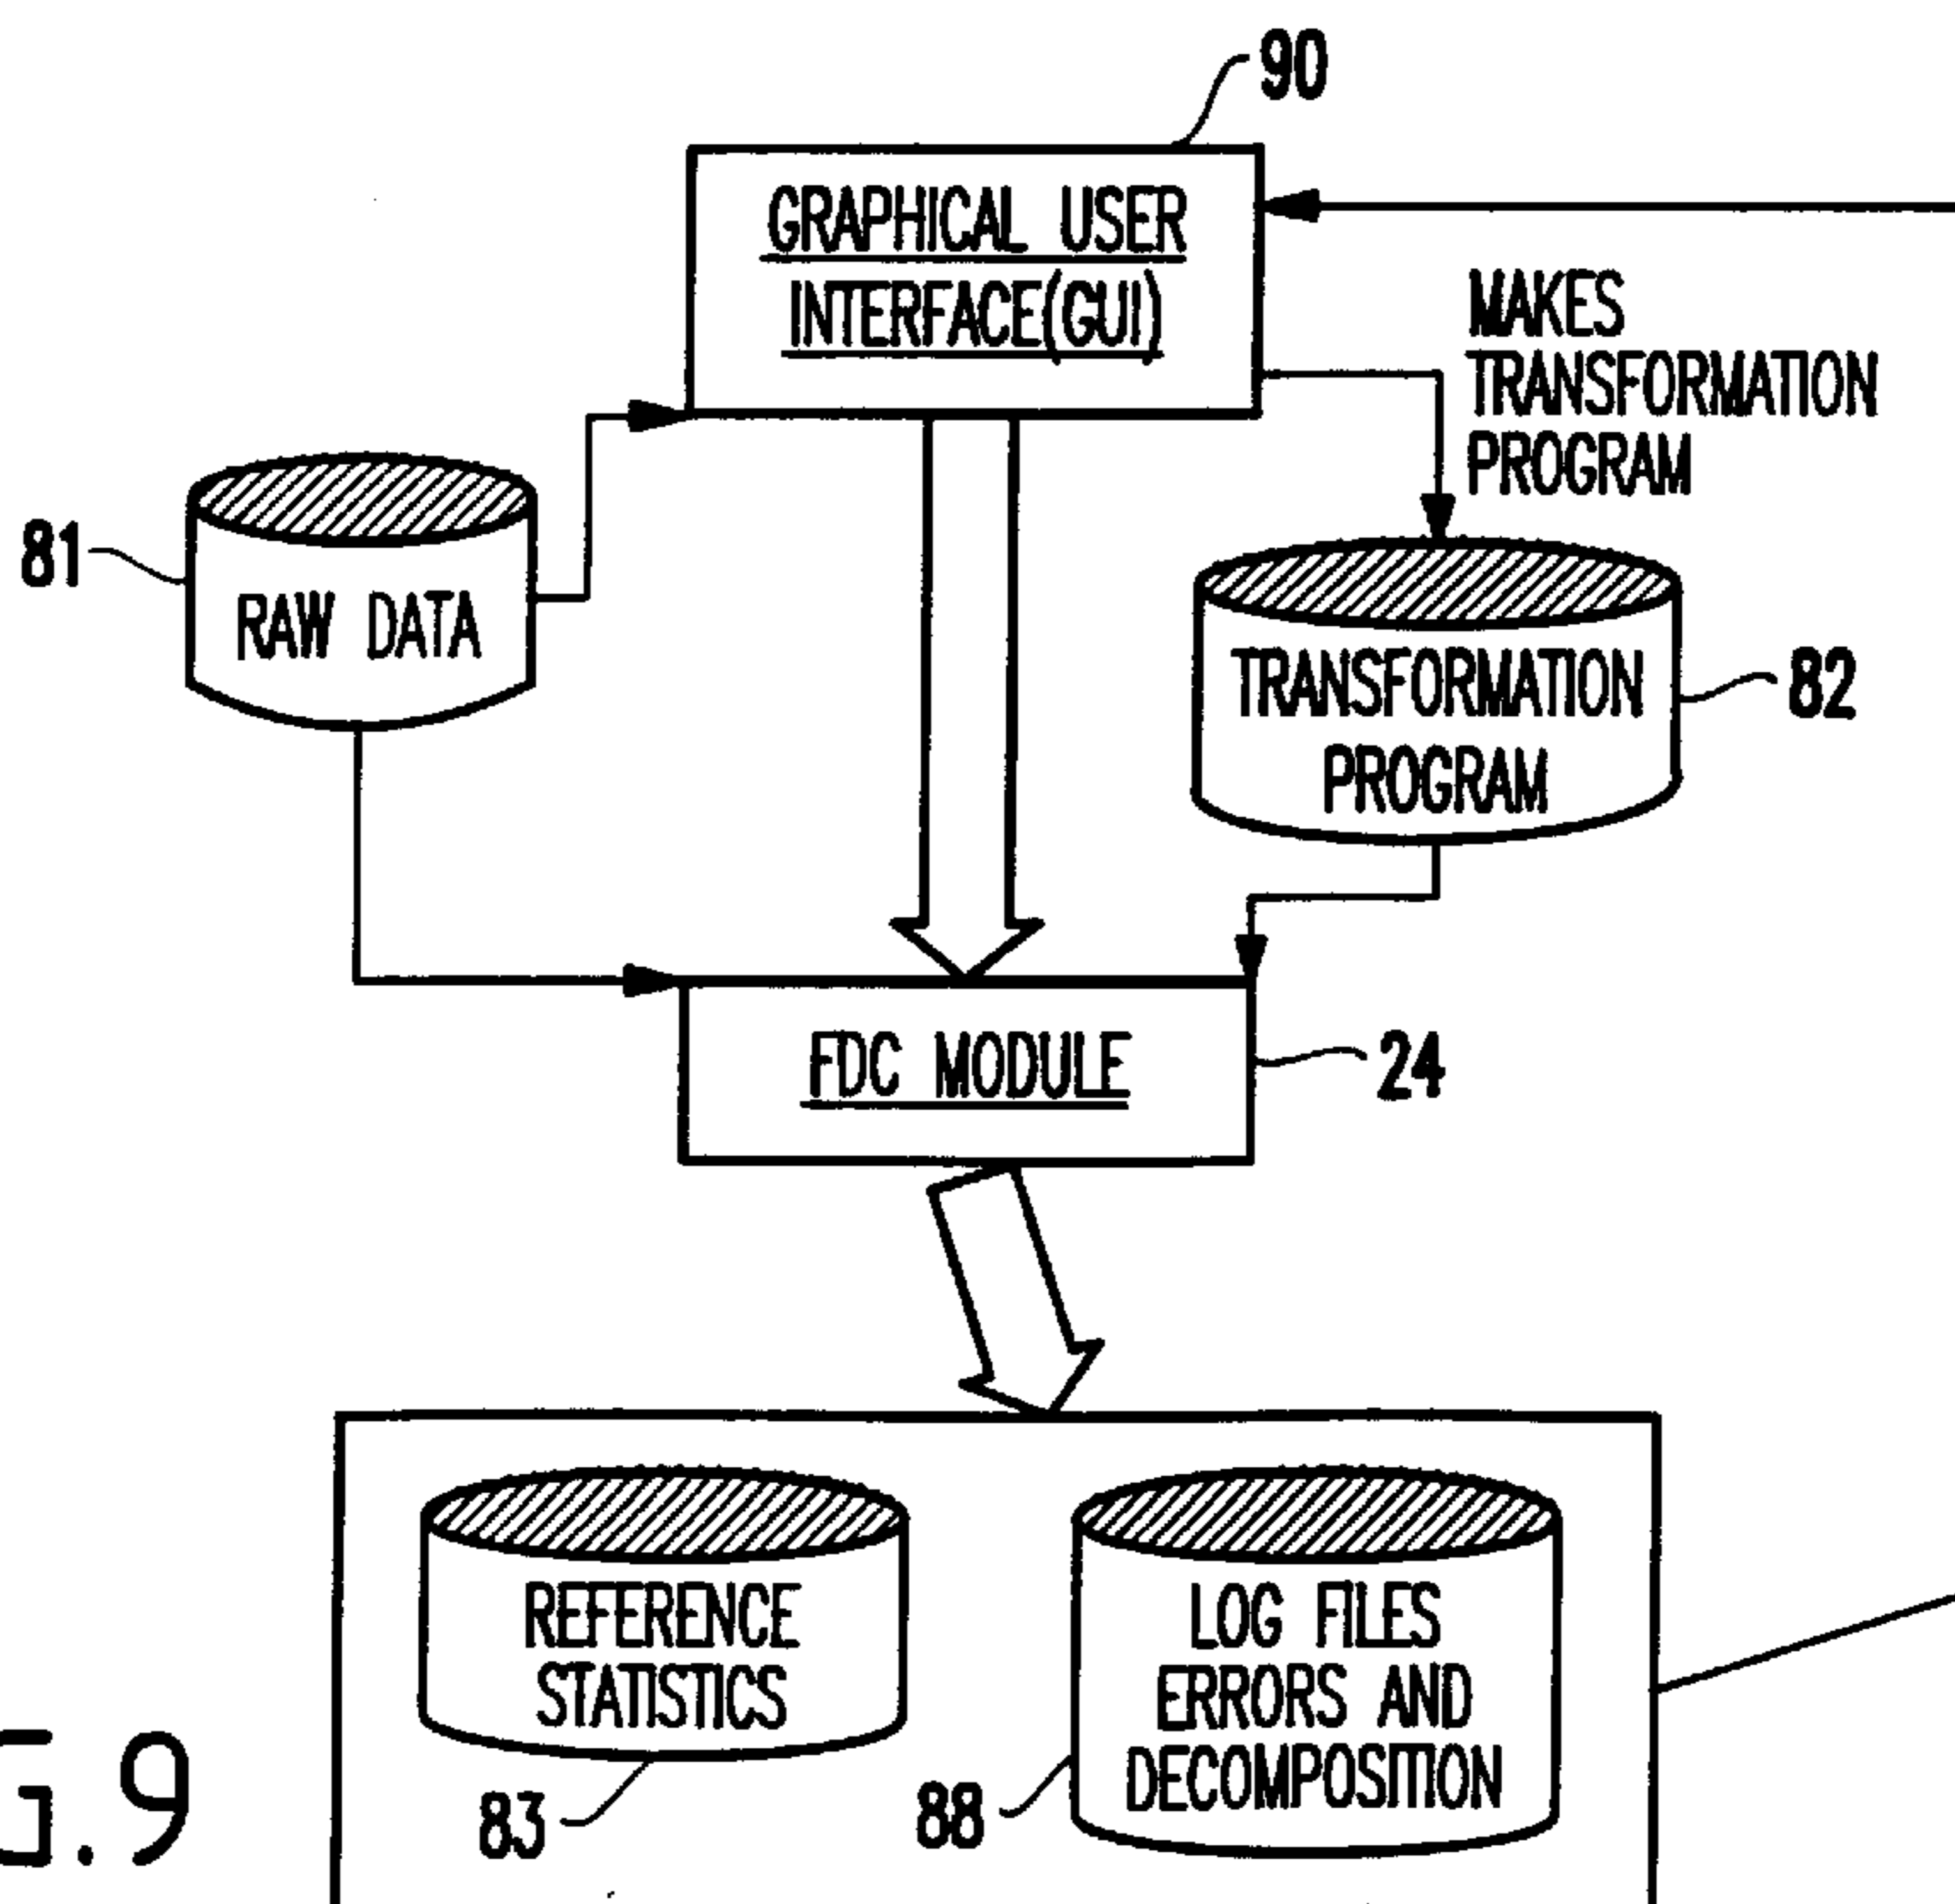 90
GRAPHICAL USER
INTERFACE(GUI)
MAKES
TRANSFORMATION
PROGRAM
81
RAW DATA
TRANSFORMATION
PROGRAM
82
FDC MODULE
24
REFERENCE
STATISTICS
83
LOG FILES
ERRORS AND
DECOMPOSITION
88
G.9